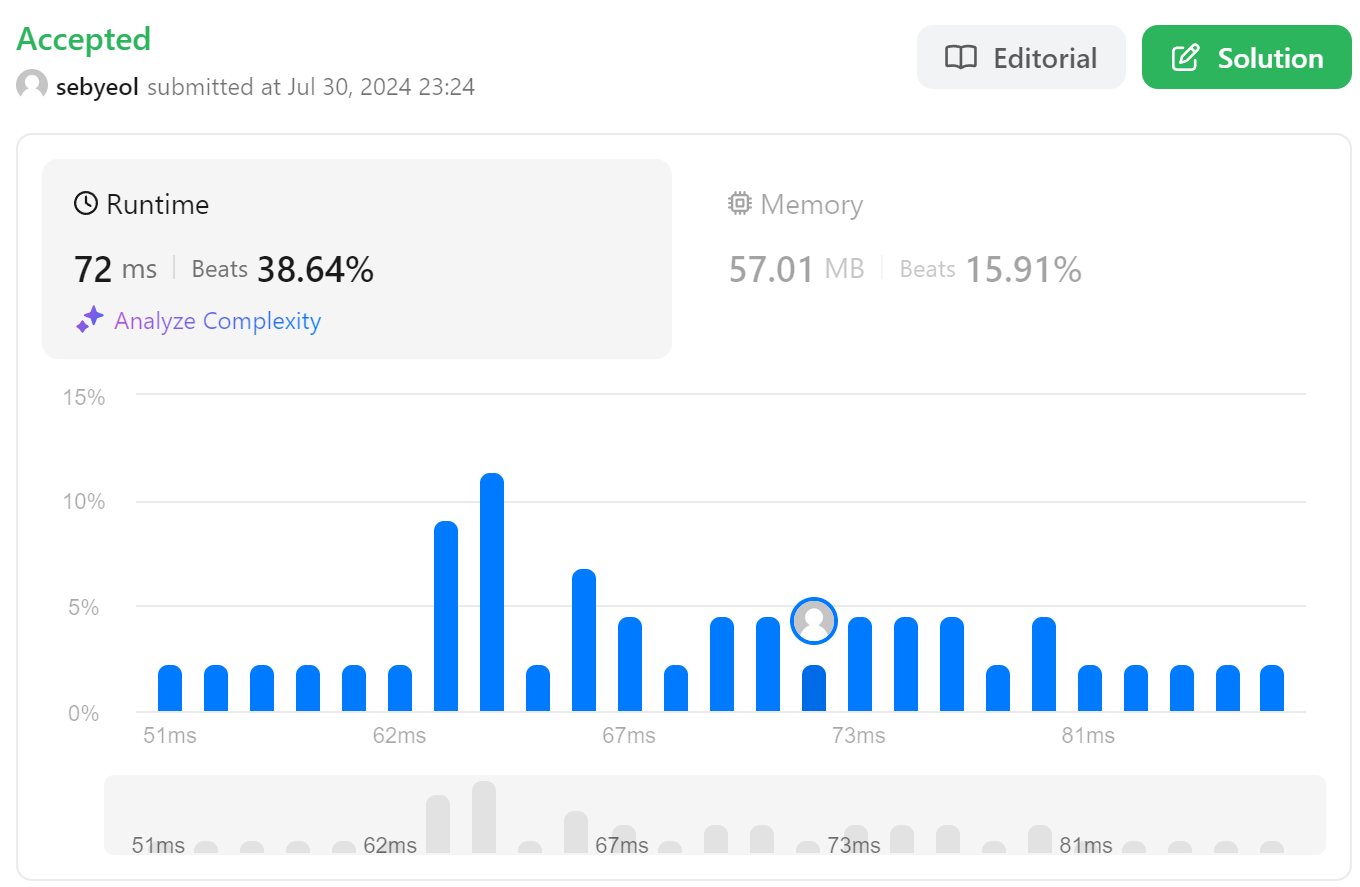 Accepted
sebyeol submitted at Jul 30, 2024 23:24
Editorial
Solution
Runtime
72 ms Beats 38.64%
Analyze Complexity
Memory
57.01 MB Beats 15.91%
15%
10%
5%
0%
51ms 62ms 67ms 73ms 81ms
51ms 62ms 67ms 73ms 81ms